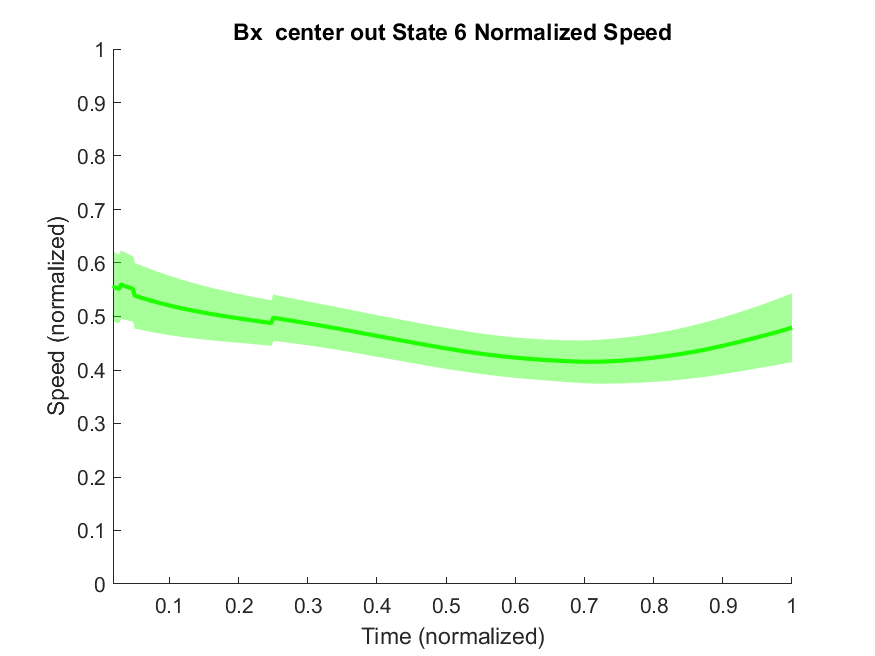 Bx  center out State 6 Normalized Speed
1
0.9
0.8
0.7
0.6
0.5
0.4
0.3
0.2
0.1
0
Speed (normalized)
0.1 0.2 0.3 0.4 0.5 0.6 0.7 0.8 0.9 1
Time (normalized)